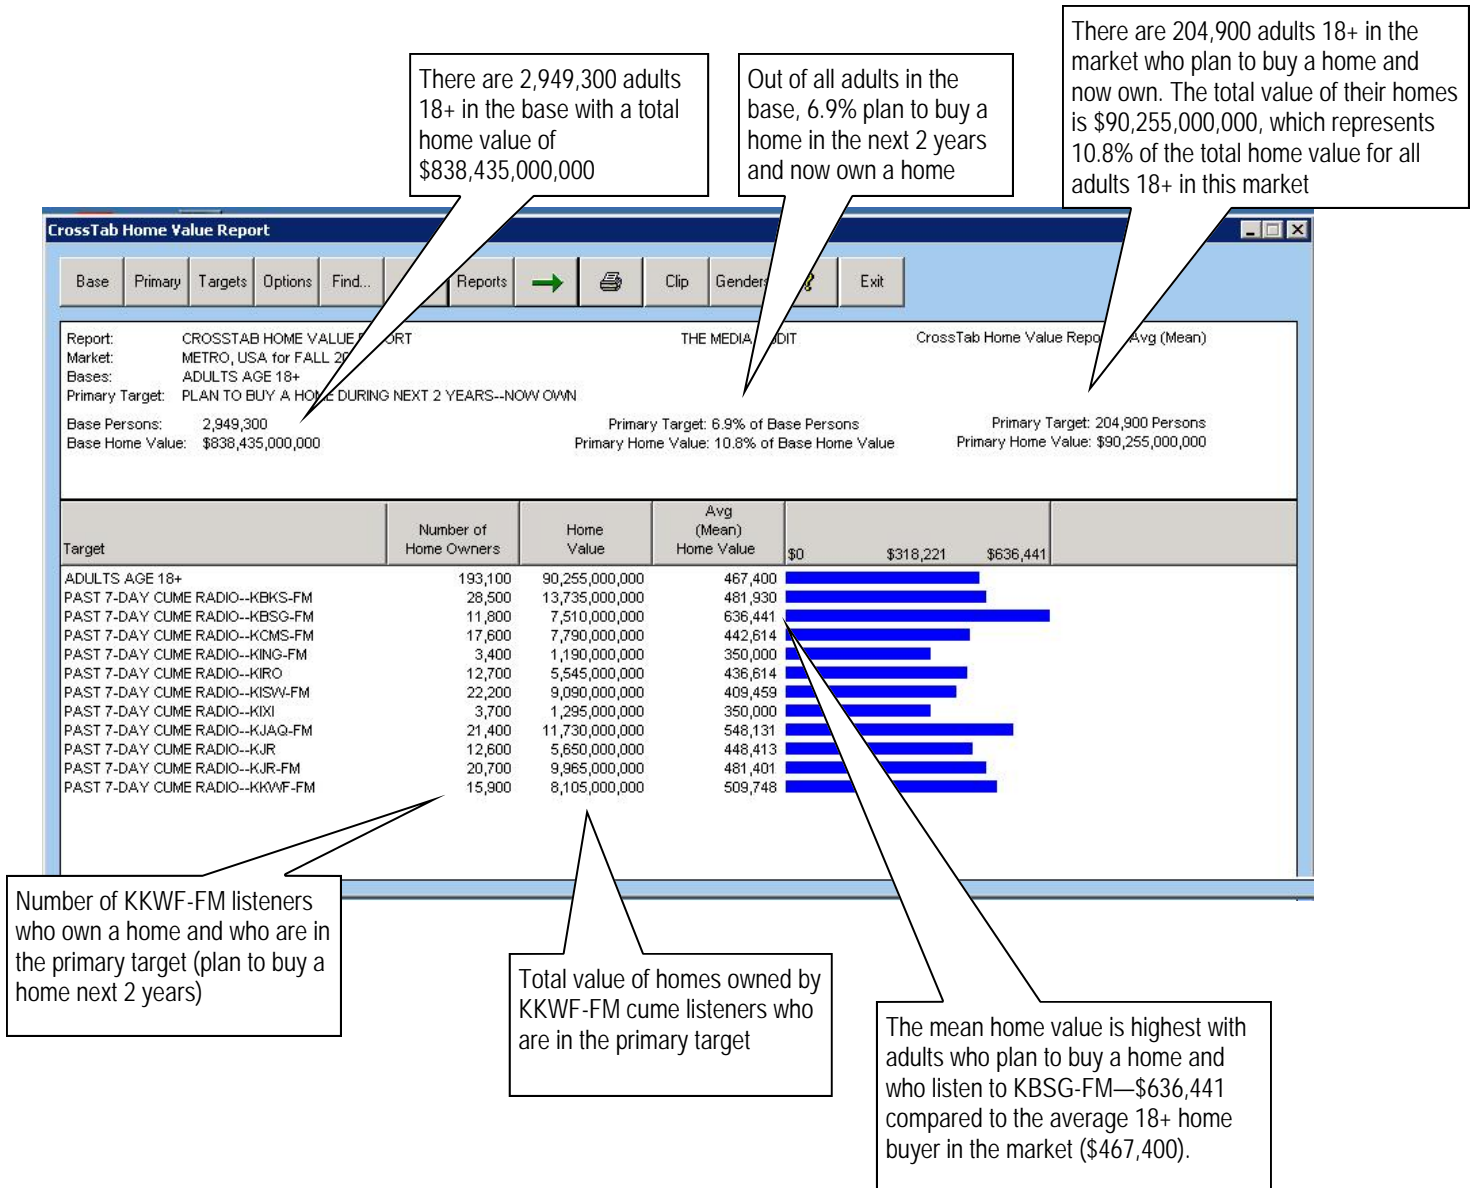 There are 2,949,300 adults
18+ in the base with a total
home value of
$838,435,000,000
Out of all adults in the
base, 6.9% plan to buy a
home in the next 2 years
and now own a home
There are 204,900 adults 18+ in the
market who plan to buy a home and
now own. The total value of their homes
is $90,255,000,000, which represents
10.8% of the total home value for all
adults 18+ in this market
CrossTab Home Value Report
Base Primary Targets Options Find... Reports Clip Genders Exit
Report: CROSSTAB HOME VALUE THE MEDIA CrossTab Home Value Avg (Mean)
Market: METRO, USA for FALL
Bases: ADULTS AGE 18+
Primary Target: PLAN TO BUY A HOME DURING NEXT 2 YEARS--NOW OWN
Base Persons: 2,949,300 Primary Target: 6.9% of Base Persons Primary Target: 204,900 Persons
Base Home Value: $838,435,000,000 Primary Home Value: 10.8% of Base Home Value Primary Home Value: $90,255,000,000
Target Number of Home Owners Home Value Avg (Mean) Home Value $0 $318,221 $636,441
ADULTS AGE 18+ 193,100 90,255,000,000 467,400
PAST 7-DAY CUME RADIO--KBKS-FM 28,500 13,735,000,000 481,930
PAST 7-DAY CUME RADIO--KBSG-FM 11,800 7,510,000,000 636,441
PAST 7-DAY CUME RADIO--KCMS-FM 17,600 7,790,000,000 442,614
PAST 7-DAY CUME RADIO--KING-FM 3,400 1,190,000,000 350,000
PAST 7-DAY CUME RADIO--KIRO 12,700 5,545,000,000 436,614
PAST 7-DAY CUME RADIO--KISW-FM 22,200 9,090,000,000 409,459
PAST 7-DAY CUME RADIO--KIXI 3,700 1,295,000,000 350,000
PAST 7-DAY CUME RADIO--KJAQ-FM 21,400 11,730,000,000 548,131
PAST 7-DAY CUME RADIO--KJR 12,600 5,650,000,000 448,413
PAST 7-DAY CUME RADIO--KJR-FM 20,700 9,965,000,000 481,401
PAST 7-DAY CUME RADIO--KKWF-FM 15,900 8,105,000,000 509,748
Number of KKWF-FM listeners
who own a home and who are in
the primary target (plan to buy a
home next 2 years)
Total value of homes owned by
KKWF-FM cume listeners who
are in the primary target
The mean home value is highest with
adults who plan to buy a home and
who listen to KBSG-FM—$636,441
compared to the average 18+ home
buyer in the market ($467,400).